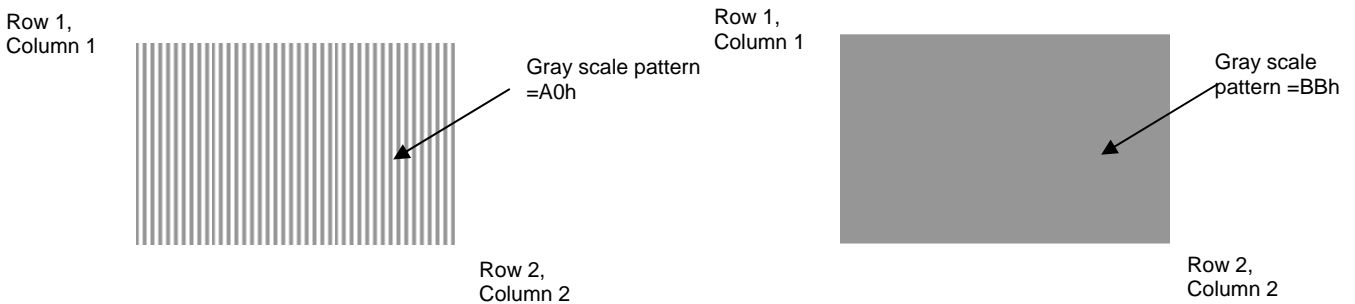 Row 1,
Column 1
Gray scale pattern
=A0h
Row 2,
Column 2
Row 1,
Column 1
Gray scale
pattern =BBh
Row 2,
Column 2